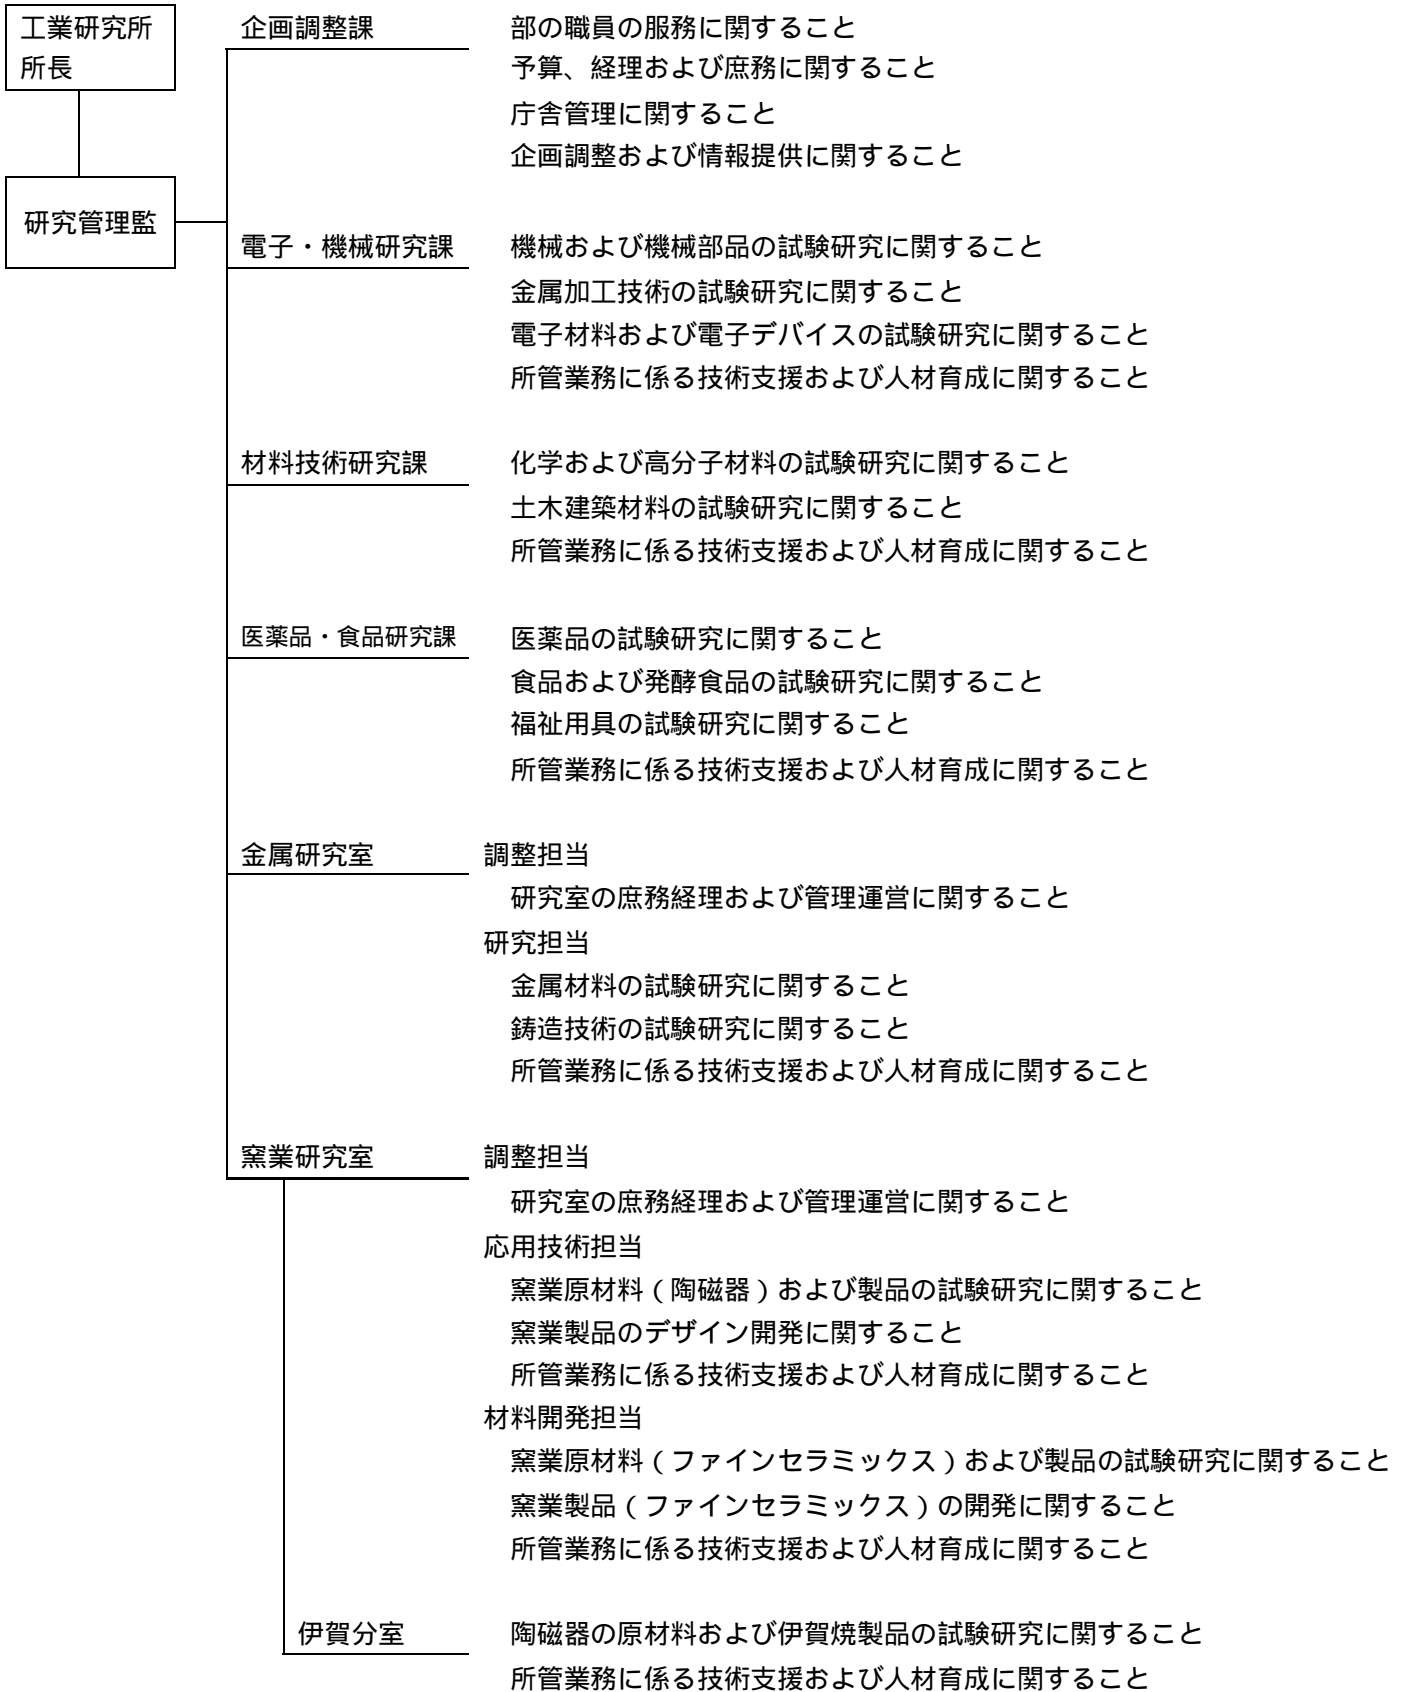 工業研究所
所長
研究管理監
企画調整課
部の職員の服務に関すること
予算、経理および庶務に関すること
庁舎管理に関すること
企画調整および情報提供に関すること
電子・機械研究課
機械および機械部品の試験研究に関すること
金属加工技術の試験研究に関すること
電子材料および電子デバイスの試験研究に関すること
所管業務に係る技術支援および人材育成に関すること
材料技術研究課
化学および高分子材料の試験研究に関すること
土木建築材料の試験研究に関すること
所管業務に係る技術支援および人材育成に関すること
医薬品・食品研究課
医薬品の試験研究に関すること
食品および発酵食品の試験研究に関すること
福祉用具の試験研究に関すること
所管業務に係る技術支援および人材育成に関すること
金属研究室
調整担当
研究室の庶務経理および管理運営に関すること
研究担当
金属材料の試験研究に関すること
鋳造技術の試験研究に関すること
所管業務に係る技術支援および人材育成に関すること
窯業研究室
調整担当
研究室の庶務経理および管理運営に関すること
応用技術担当
窯業原材料(陶磁器)および製品の試験研究に関すること
窯業製品のデザイン開発に関すること
所管業務に係る技術支援および人材育成に関すること
材料開発担当
窯業原材料(ファインセラミックス)および製品の試験研究に関すること
窯業製品(ファインセラミックス)の開発に関すること
所管業務に係る技術支援および人材育成に関すること
伊賀分室
陶磁器の原材料および伊賀焼製品の試験研究に関すること
所管業務に係る技術支援および人材育成に関すること